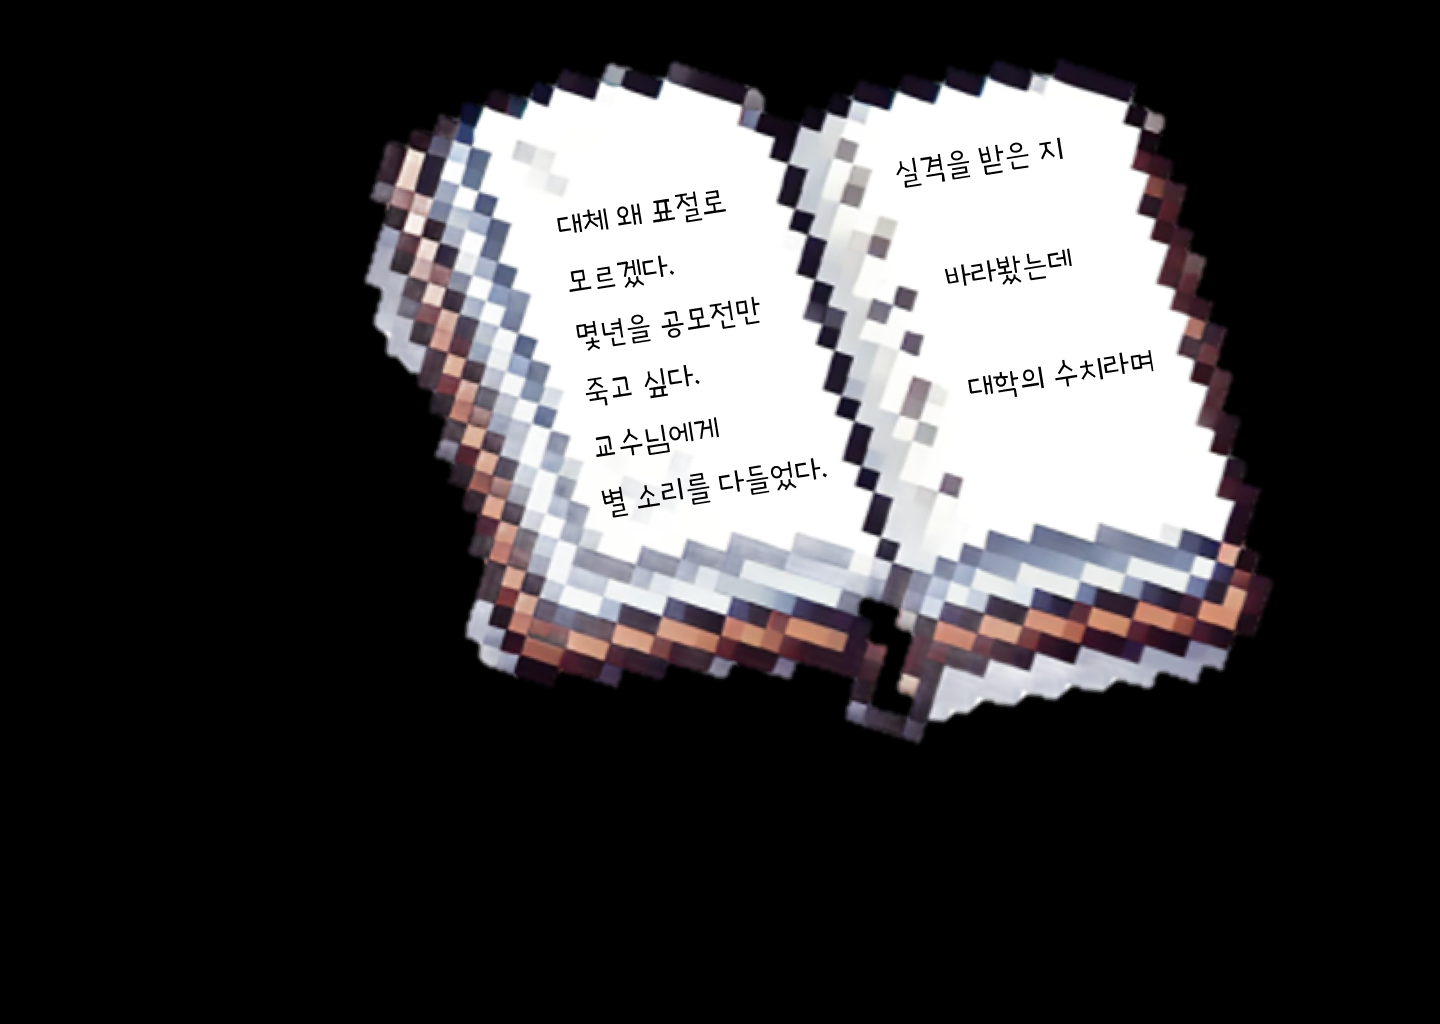 대체 왜 표절로
모르겠다.
몇년을 공모전만
죽고 싶다.
교수님에게
별 소리를 다들었다.
실격을 받은 지
바라봤는데
대학의 수치라며